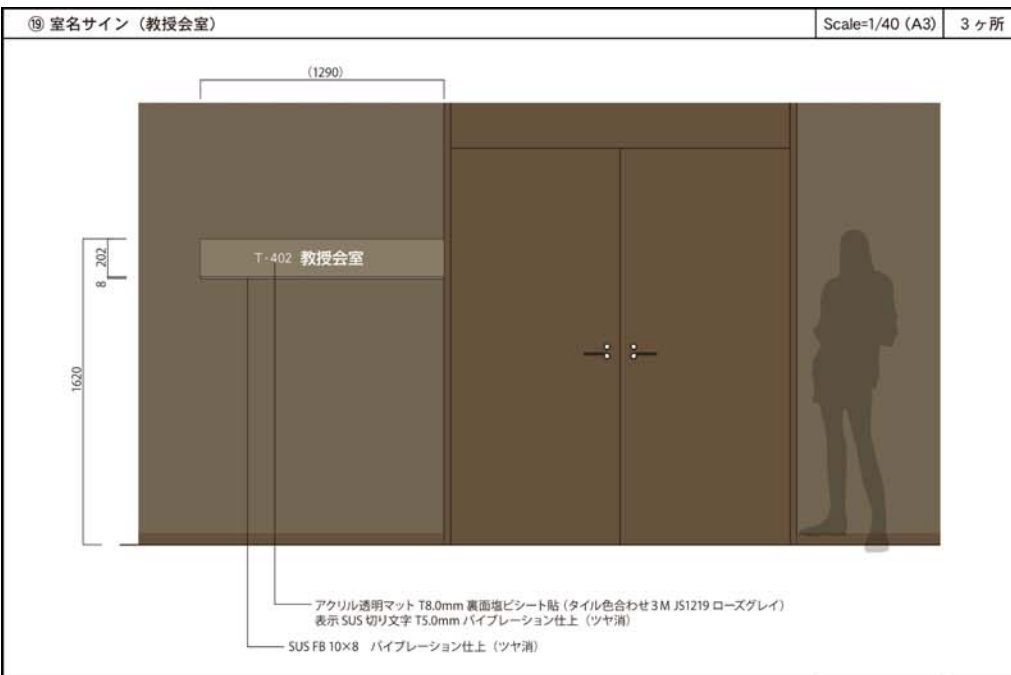 ⑲ 室名サイン（教授会室）
Scale=1/40 (A3)
3 ヶ所
(1290)
202
8
1620
T-402 教授会室
アクリル透明マット T8.0mm 裏面塩ビシート貼（タイル色合わせ3M JS1219 ローズグレイ）
表示 SUS 切り文字 T5.0mm バイブレーション仕上（ツヤ消）
SUS FB 10×8　バイブレーション仕上（ツヤ消）